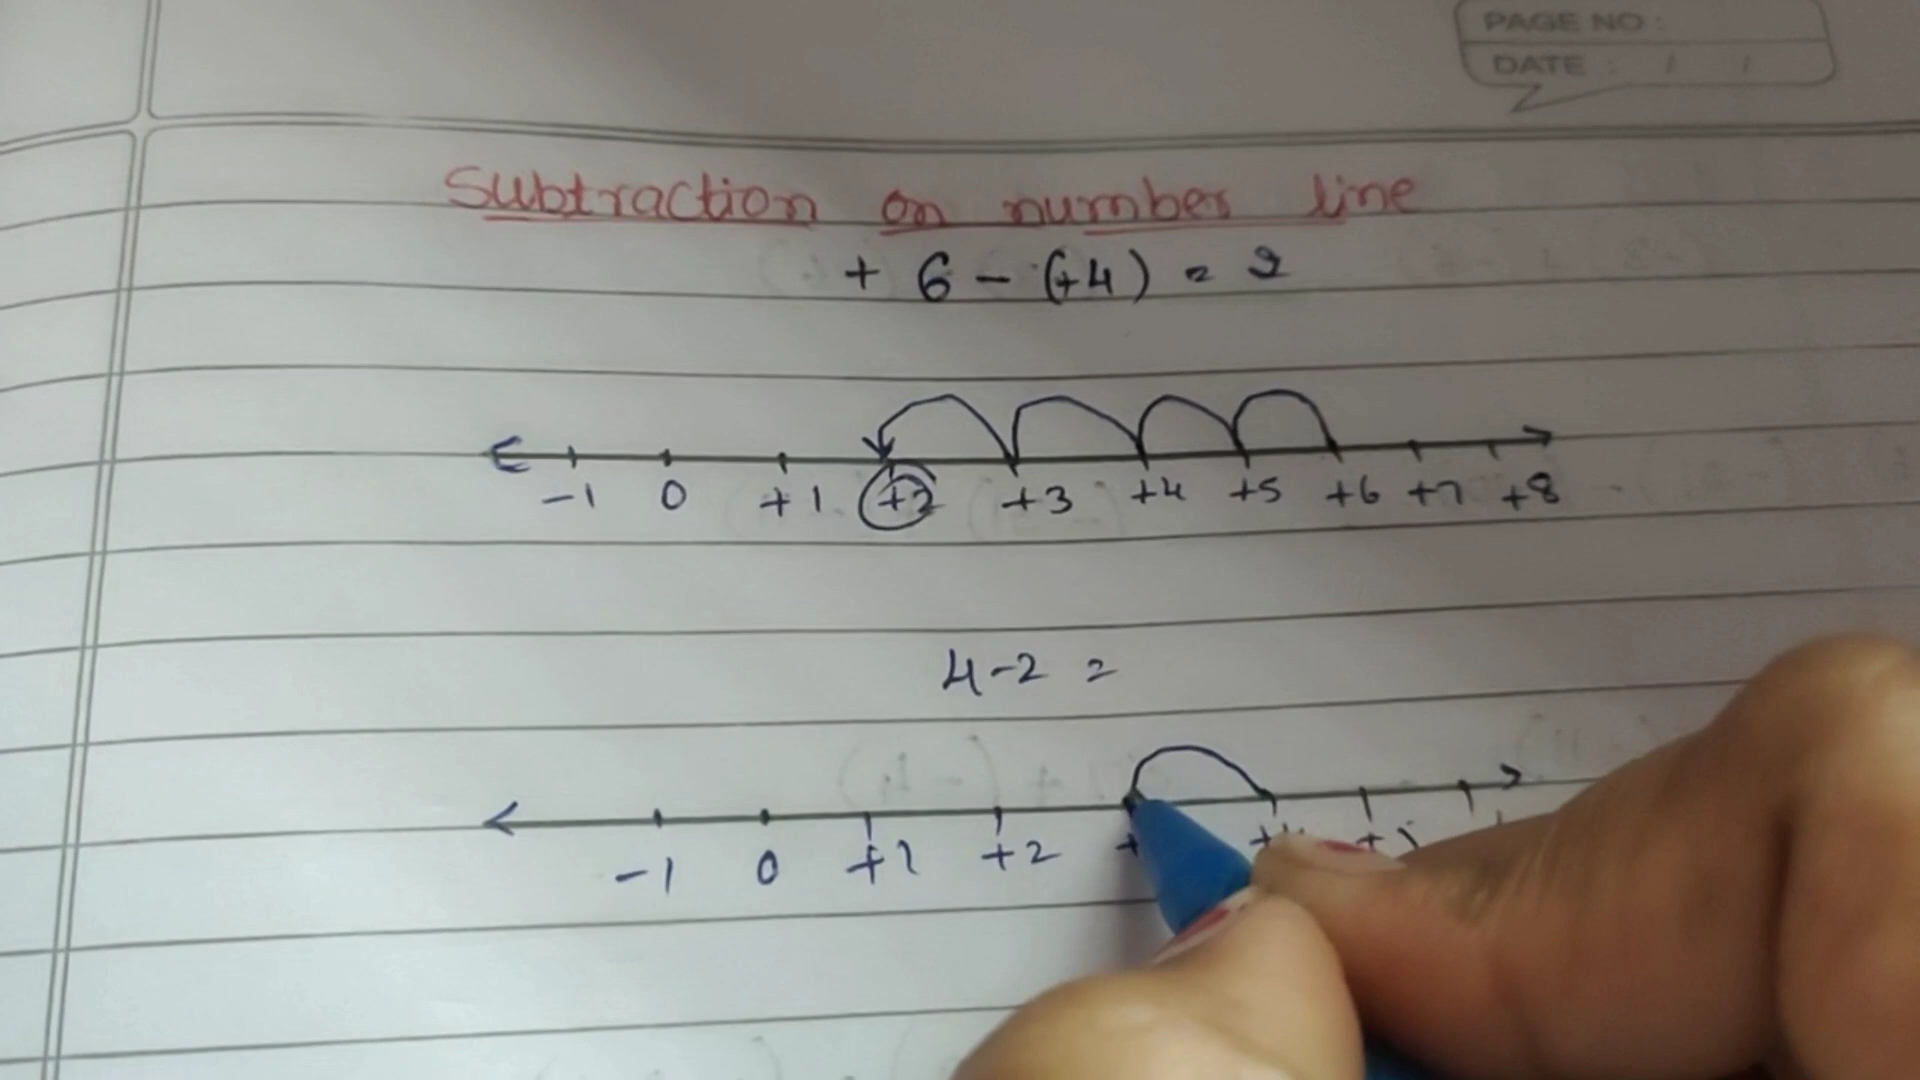 PAGE NO :
DATE : / /
Subtraction on number line
+ 6 - (+4) = 2
-1 0 +1 +2 +3 +4 +5 +6 +7 +8
4-2 =
-1 0 +1 +2